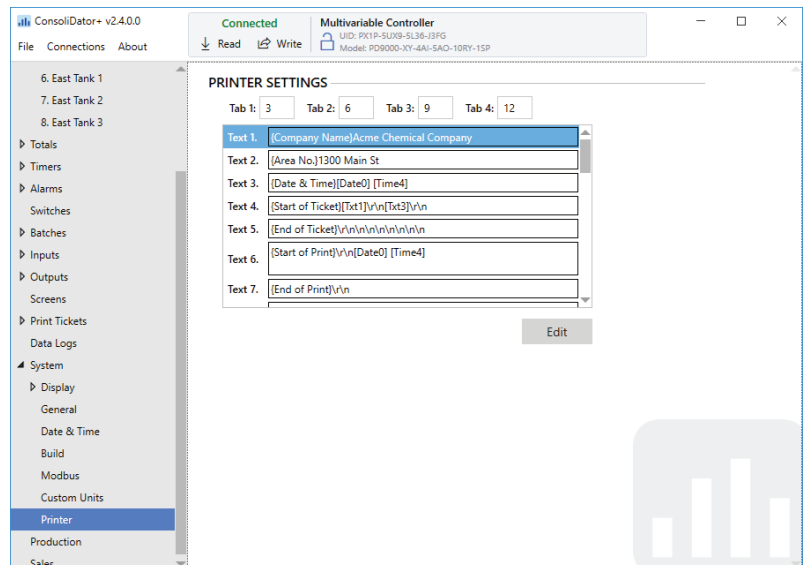 ConsoliDator+ v2.4.0.0
File Connections About
Connected
Read Write
Multivariable Controller
UID: PX1P-5UX9-5L36-J3FG
Model: PD9000-XY-4AI-5AO-10RY-1SP
6. East Tank 1
7. East Tank 2
8. East Tank 3
Totals
Timers
Alarms
Switches
Batches
Inputs
Outputs
Screens
Print Tickets
Data Logs
System
Display
General
Date & Time
Build
Modbus
Custom Units
Printer
Production
Sales
PRINTER SETTINGS
Tab 1: 3 Tab 2: 6 Tab 3: 9 Tab 4: 12
Text 1. {Company Name}Acme Chemical Company
Text 2. {Area No.}1300 Main St
Text 3. {Date & Time}[Date0] [Time4]
Text 4. {Start of Ticket}[Txt1]\r\n[Txt3]\r\n
Text 5. {End of Ticket}\r\n\n\n\n\n\n\n\n\n
Text 6. {Start of Print}\r\n[Date0] [Time4]
Text 7. {End of Print}\r\n
Edit